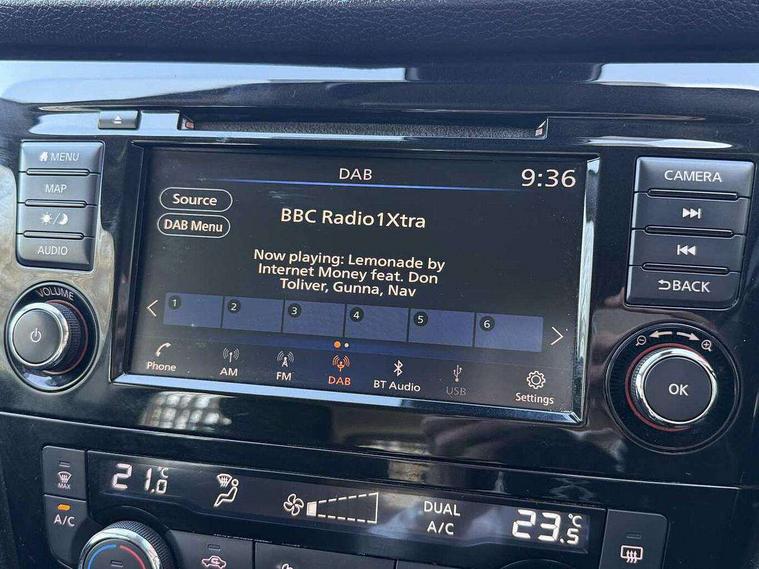 MENU
MAP
AUDIO
VOLUME
DAB
9:36
Source
DAB Menu
BBC Radio1Xtra
Now playing: Lemonade by
Internet Money feat. Don
Toliver, Gunna, Nav
1 2 3 4 5 6
Phone AM FM DAB BT Audio USB Settings
CAMERA
BACK
OK
MAX
A/C
21.0°C
DUAL
A/C
23.5°C